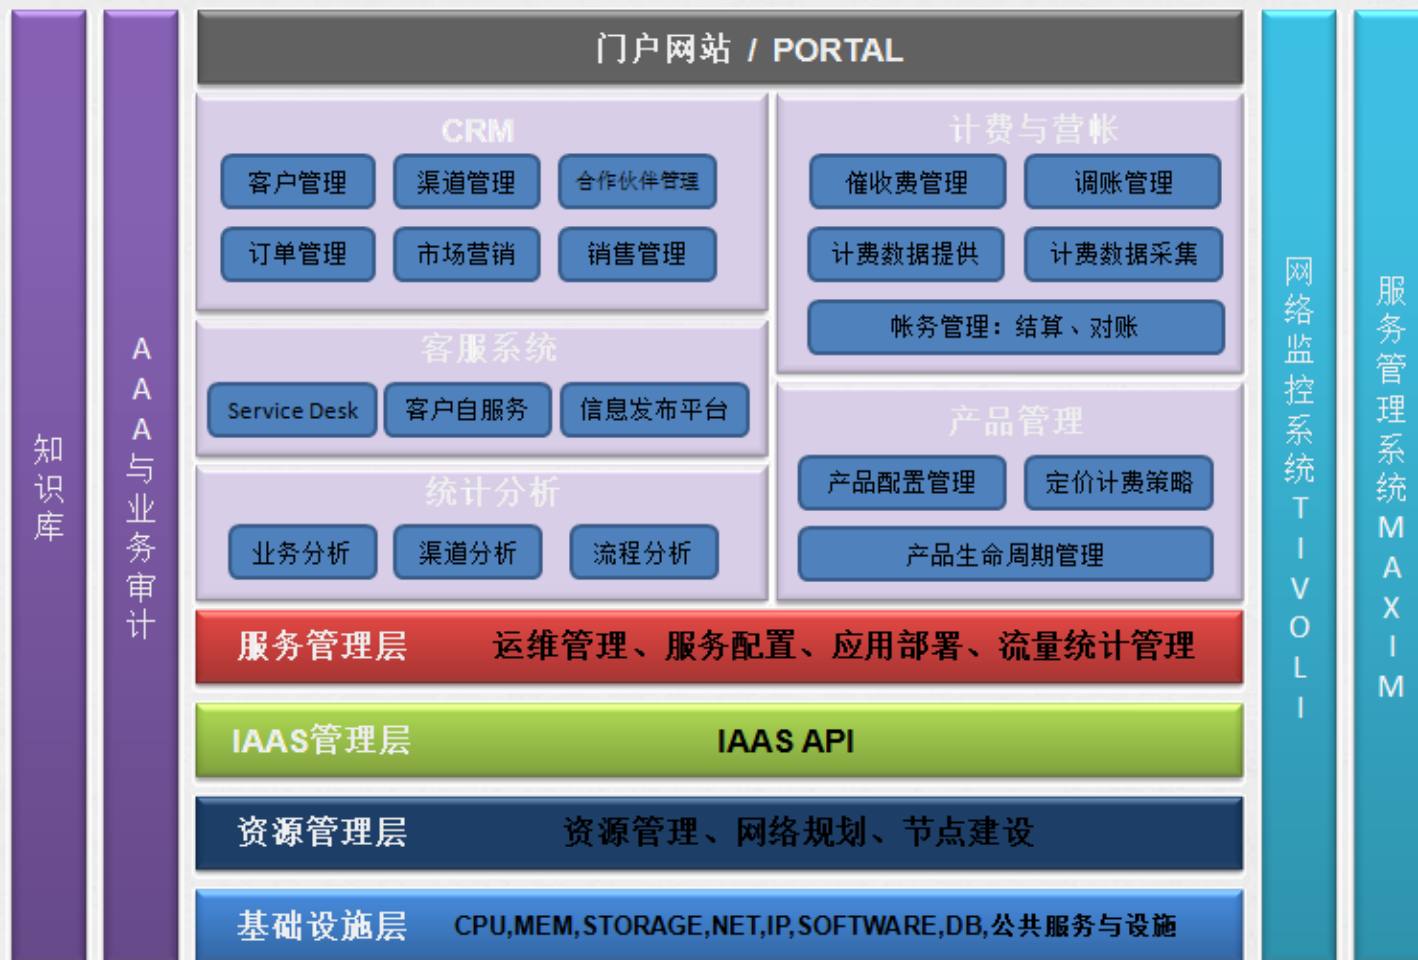 知识库
AAA与业务审计
门户网站 / PORTAL
CRM
客户管理
渠道管理
合作伙伴管理
订单管理
市场营销
销售管理
客服系统
Service Desk
客户自服务
信息发布平台
统计分析
业务分析
渠道分析
流程分析
计费与营帐
催收费管理
调账管理
计费数据提供
计费数据采集
帐务管理：结算、对账
产品管理
产品配置管理
定价计费策略
产品生命周期管理
服务管理层 运维管理、服务配置、应用部署、流量统计管理
IAAS管理层 IAAS API
资源管理层 资源管理、网络规划、节点建设
基础设施层 CPU,MEM,STORAGE,NET,IP,SOFTWARE,DB,公共服务与设施
网络监控系统TIVOLI
服务管理系统MAXIM